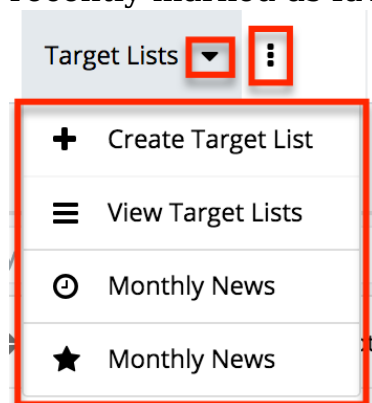 Target Lists
Create Target List
View Target Lists
Monthly News
Monthly News